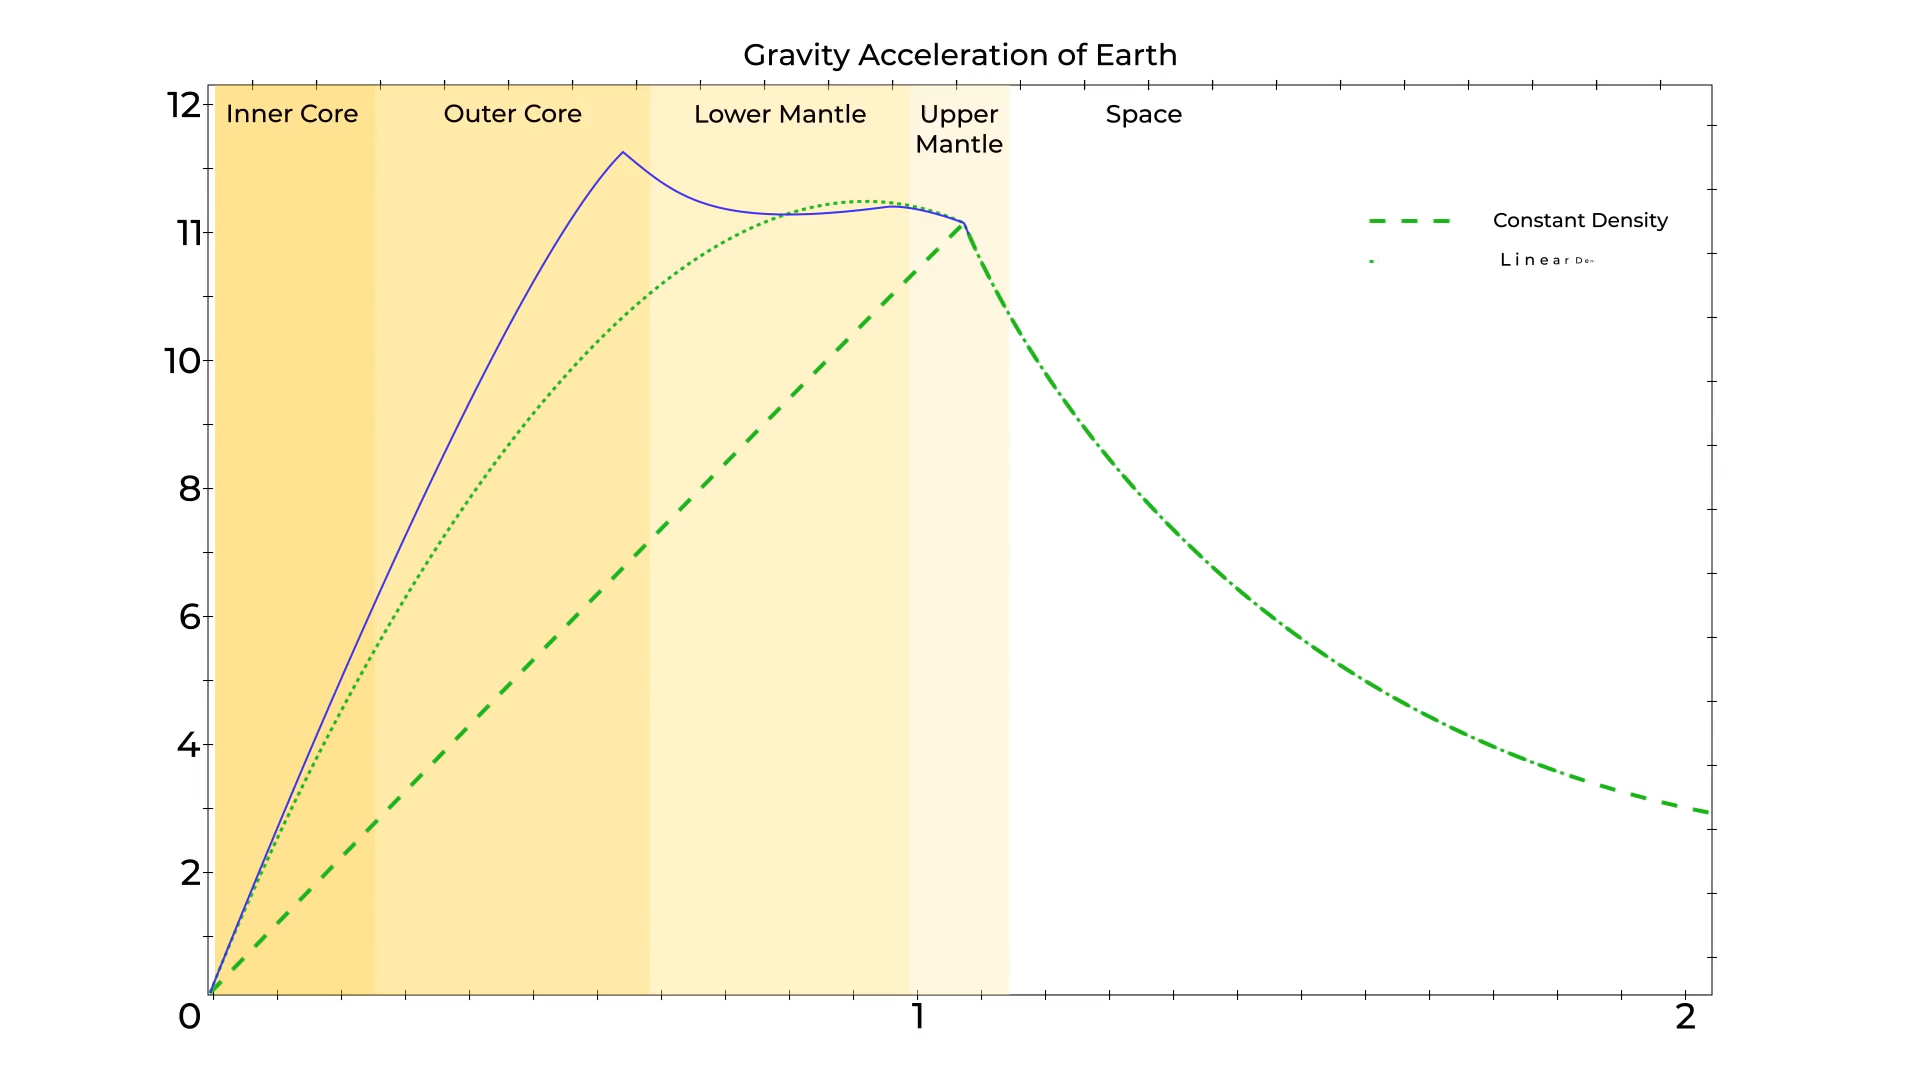 Gravity Acceleration of Earth
Inner Core
Outer Core
Lower Mantle
Upper
Mantle
Space
12
11
10
8
6
4
2
0
1
2
Constant Density
Linear